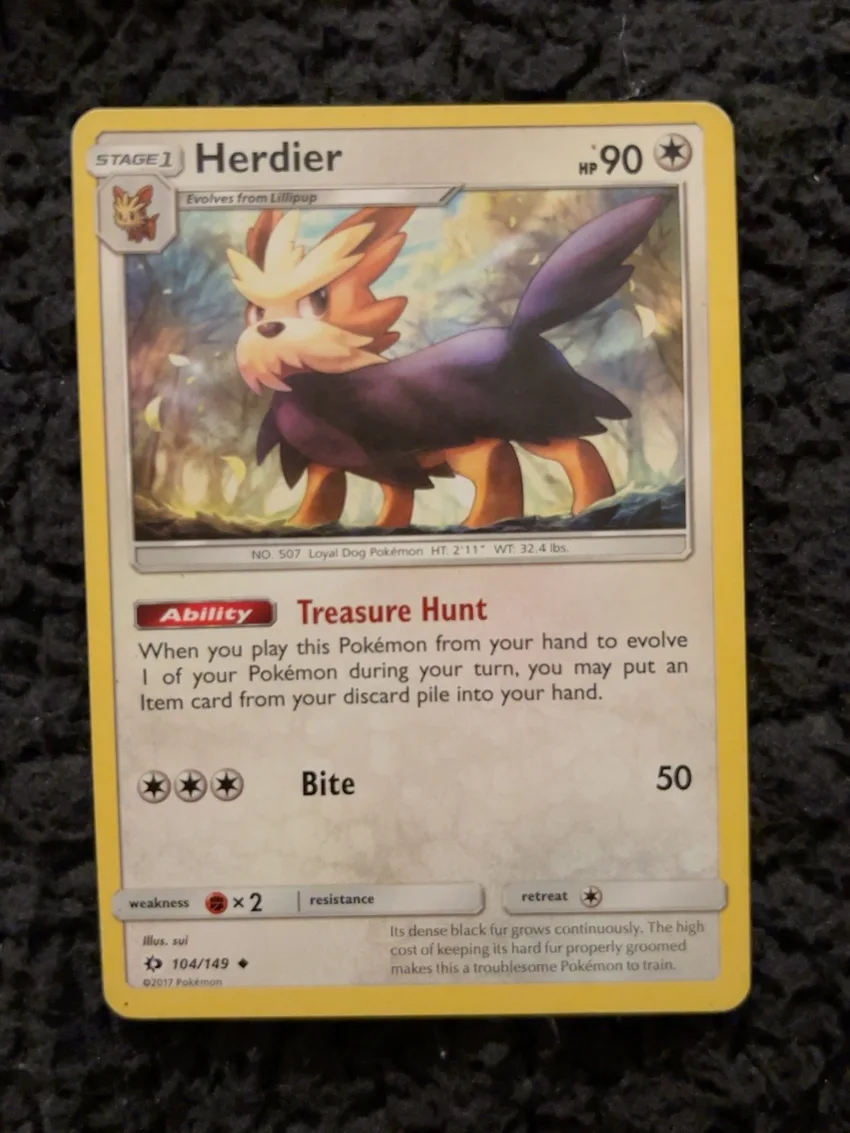 STAGE 1 Herdier HP 90
Evolves from Lillipup
NO. 507 Loyal Dog Pokémon HT: 2'11" WT: 32.4 lbs.
Ability Treasure Hunt
When you play this Pokémon from your hand to evolve
1 of your Pokémon during your turn, you may put an
Item card from your discard pile into your hand.
Bite 50
weakness ×2 resistance retreat
Its dense black fur grows continuously. The high
cost of keeping its hard fur properly groomed
makes this a troublesome Pokémon to train.
Illus. sui
104/149
©2017 Pokémon